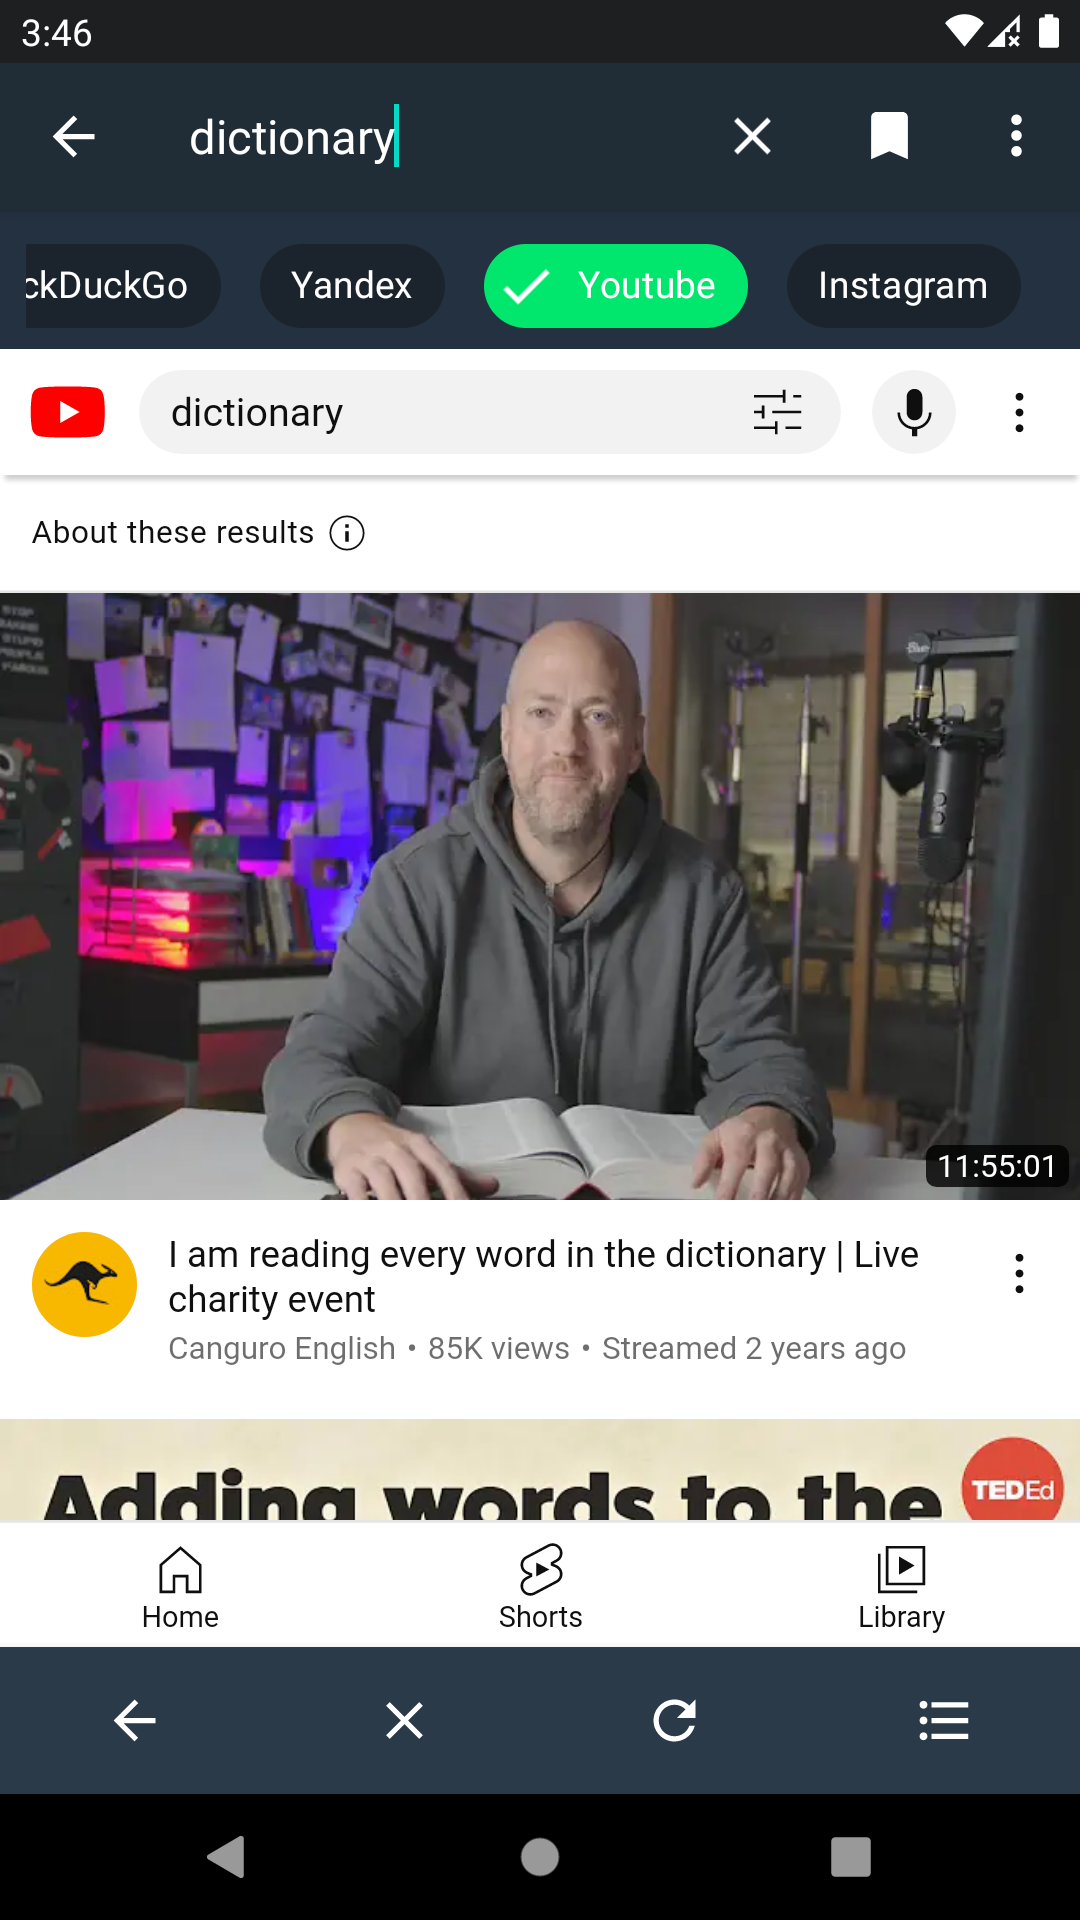 3:46
dictionary
ckDuckGo
Yandex
Youtube
Instagram
dictionary
About these results
11:55:01
I am reading every word in the dictionary | Live
charity event
Canguro English • 85K views • Streamed 2 years ago
Adding words to the
TEDEd
Home
Shorts
Library